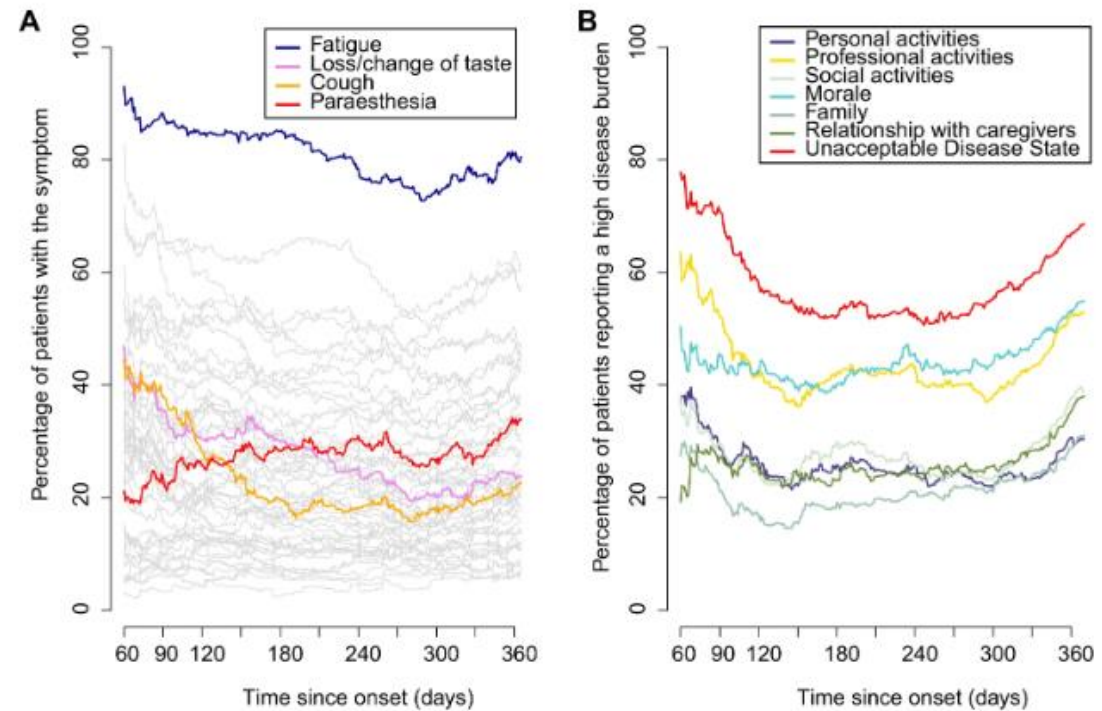 A
Percentage of patients with the symptom
100
80
60
40
20
0
Fatigue
Loss/change of taste
Cough
Paraesthesia
60 90 120 180 240 300 360
Time since onset (days)
B
Percentage of patients reporting a high disease burden
100
80
60
40
20
0
Personal activities
Professional activities
Social activities
Morale
Family
Relationship with caregivers
Unacceptable Disease State
60 90 120 180 240 300 360
Time since onset (days)